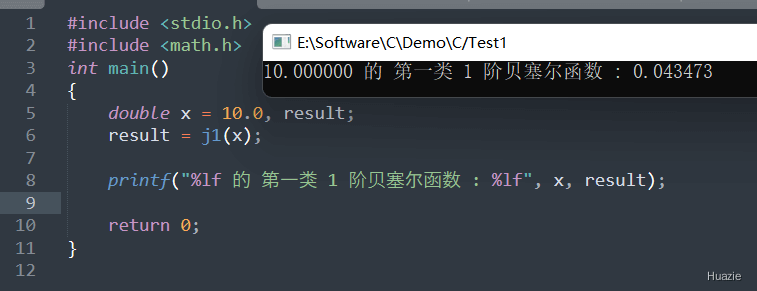 1 #include <stdio.h>
2 #include <math.h>
3 int main()
4 {
5 double x = 10.0, result;
6 result = j1(x);
7
8 printf("%lf 的 第一类 1 阶贝塞尔函数 : %lf", x, result);
9
10 return 0;
11 }
12
E:\Software\C\Demo\C/Test1
10.000000 的 第一类 1 阶贝塞尔函数 : 0.043473
Huazie